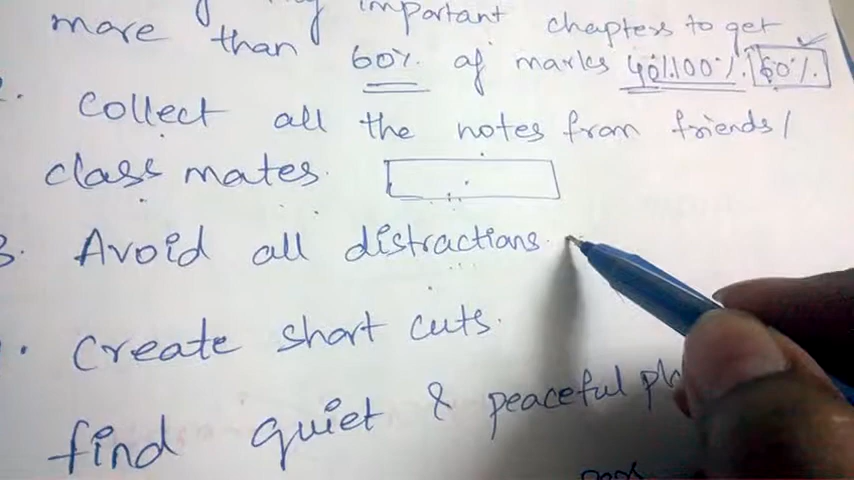 important chapters to get
more than 60% of marks 40%100%. 60%.
2. Collect all the notes from friends/
class mates.
3. Avoid all distractions.
. Create short cuts.
find quiet & peaceful